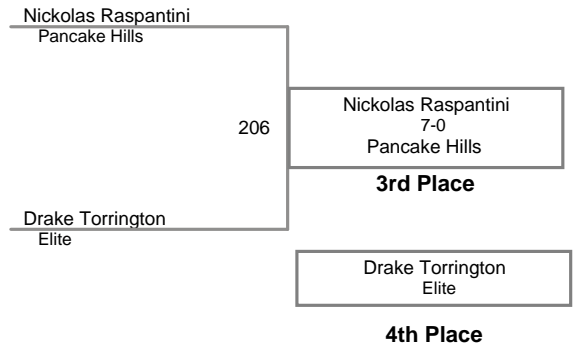 Nickolas Raspantini
Pancake Hills
206
Nickolas Raspantini
7-0
Pancake Hills
3rd Place
Drake Torrington
Elite
Drake Torrington
Elite
4th Place